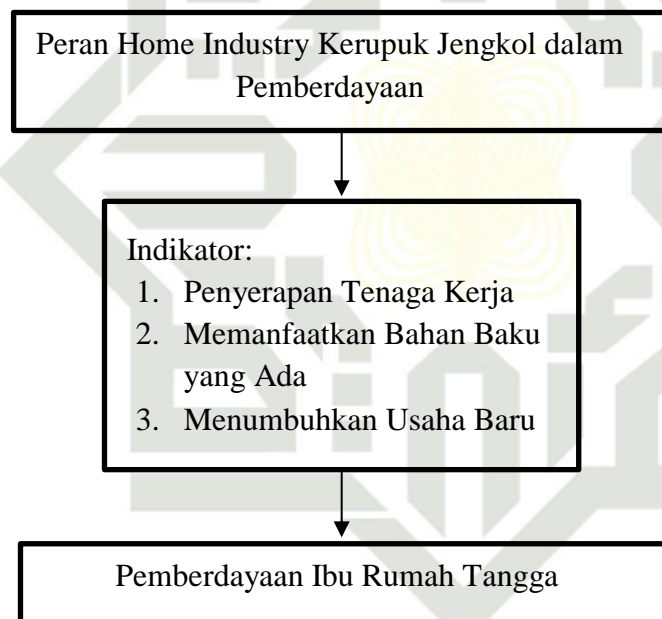 Peran Home Industry Kerupuk Jengkol dalam
Pemberdayaan
Indikator:
1. Penyerapan Tenaga Kerja
2. Memanfaatkan Bahan Baku
yang Ada
3. Menumbuhkan Usaha Baru
Pemberdayaan Ibu Rumah Tangga